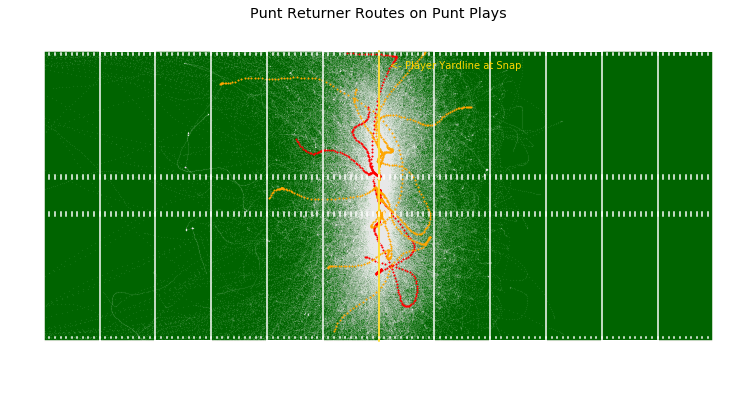 Punt Returner Routes on Punt Plays
<- Player Yardline at Snap